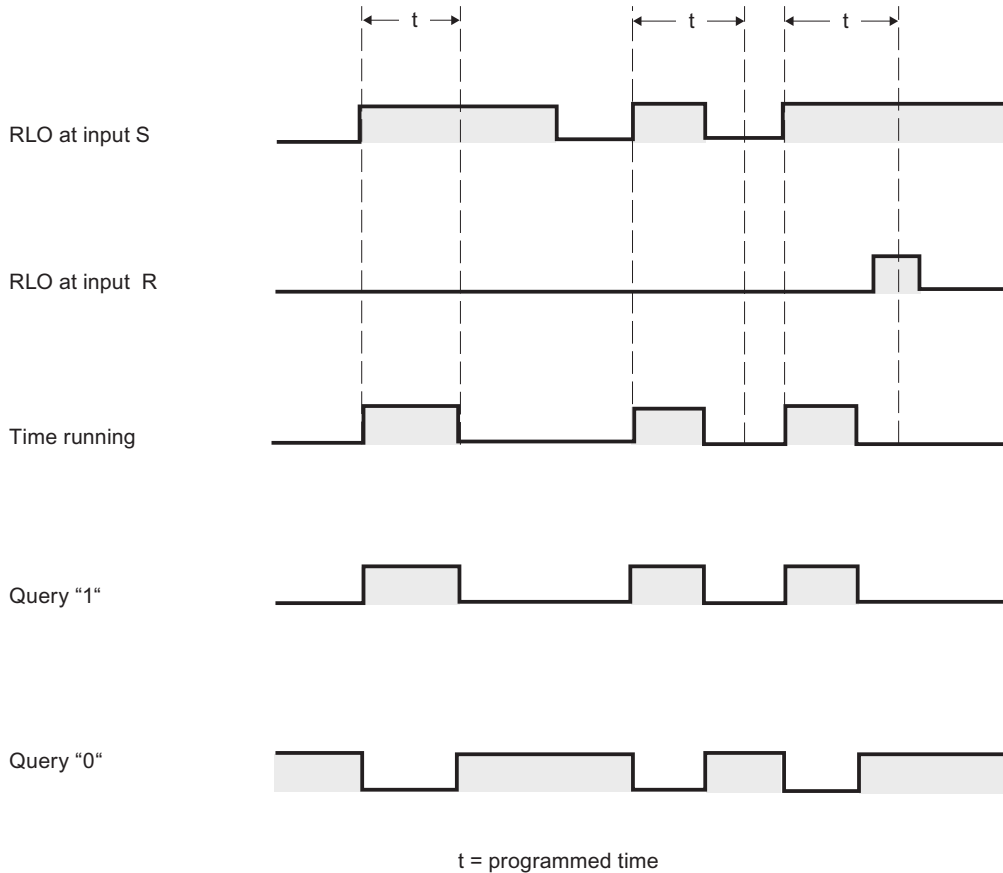 t t t
RLO at input S
RLO at input R
Time running
Query “1“
Query “0“
t = programmed time